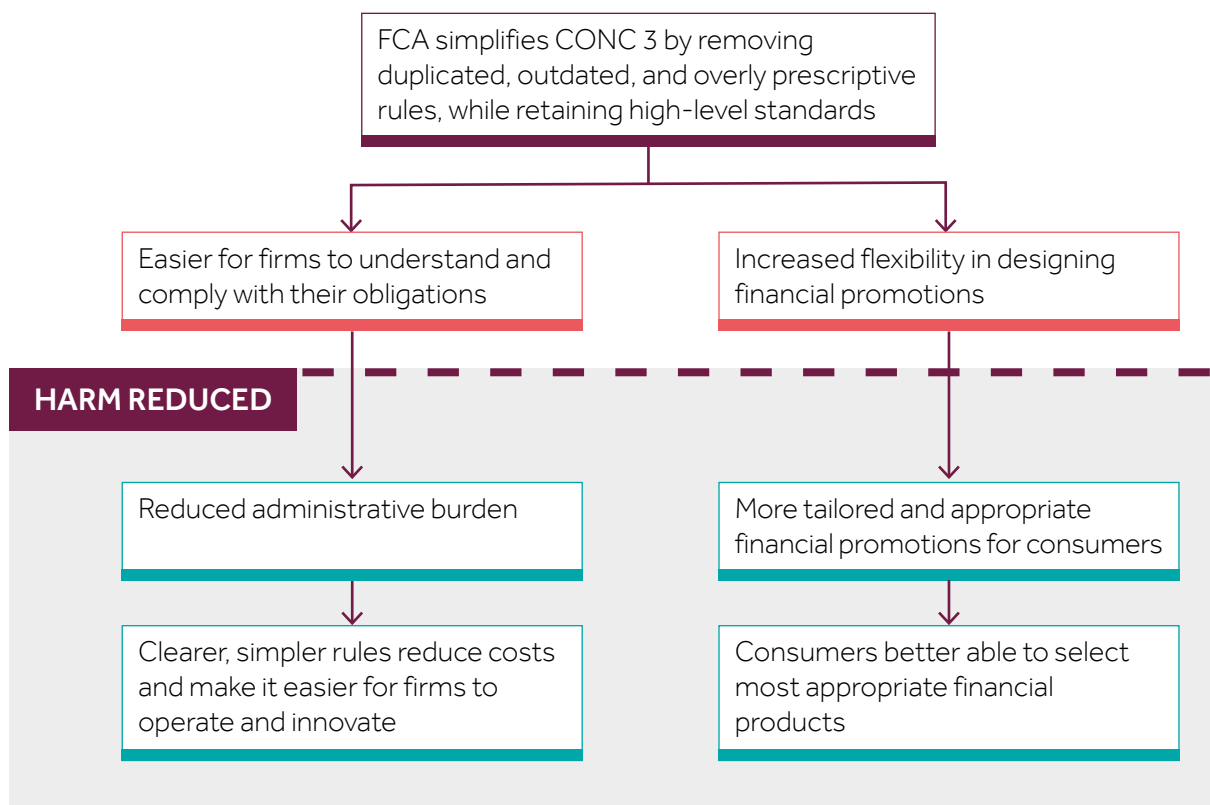 FCA simplifies CONC 3 by removing
duplicated, outdated, and overly prescriptive
rules, while retaining high-level standards
Easier for firms to understand and
comply with their obligations
Increased flexibility in designing
financial promotions
HARM REDUCED
Reduced administrative burden
More tailored and appropriate
financial promotions for consumers
Clearer, simpler rules reduce costs
and make it easier for firms to
operate and innovate
Consumers better able to select
most appropriate financial
products